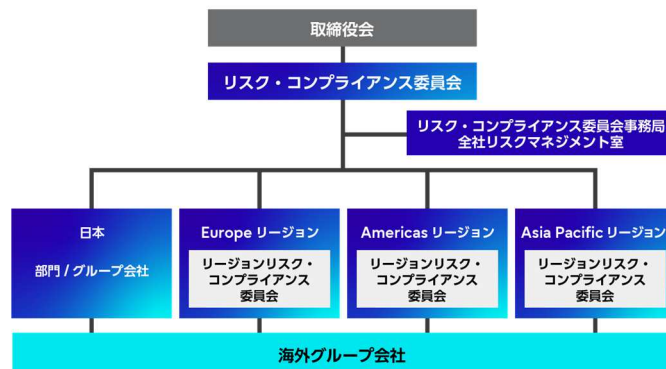 取締役会
リスク・コンプライアンス委員会
リスク・コンプライアンス委員会事務局
全社リスクマネジメント室
日本
部門 / グループ会社
Europe リージョン
リージョンリスク・
コンプライアンス
委員会
Americas リージョン
リージョンリスク・
コンプライアンス
委員会
Asia Pacific リージョン
リージョンリスク・
コンプライアンス
委員会
海外グループ会社